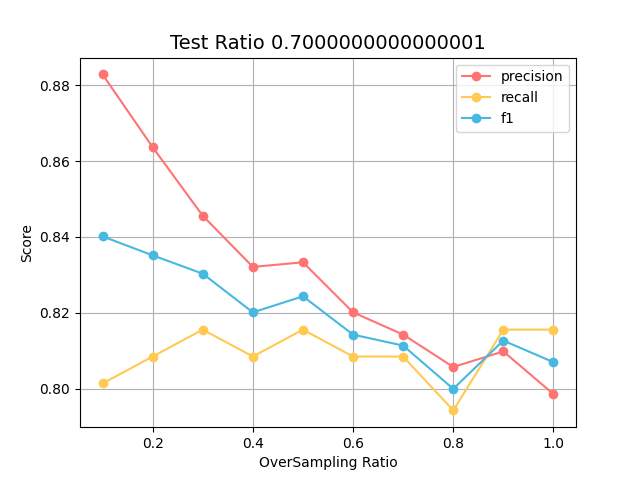 Test Ratio 0.7000000000000001
precision
recall
f1
Score
0.88
0.86
0.84
0.82
0.80
0.2 0.4 0.6 0.8 1.0
OverSampling Ratio